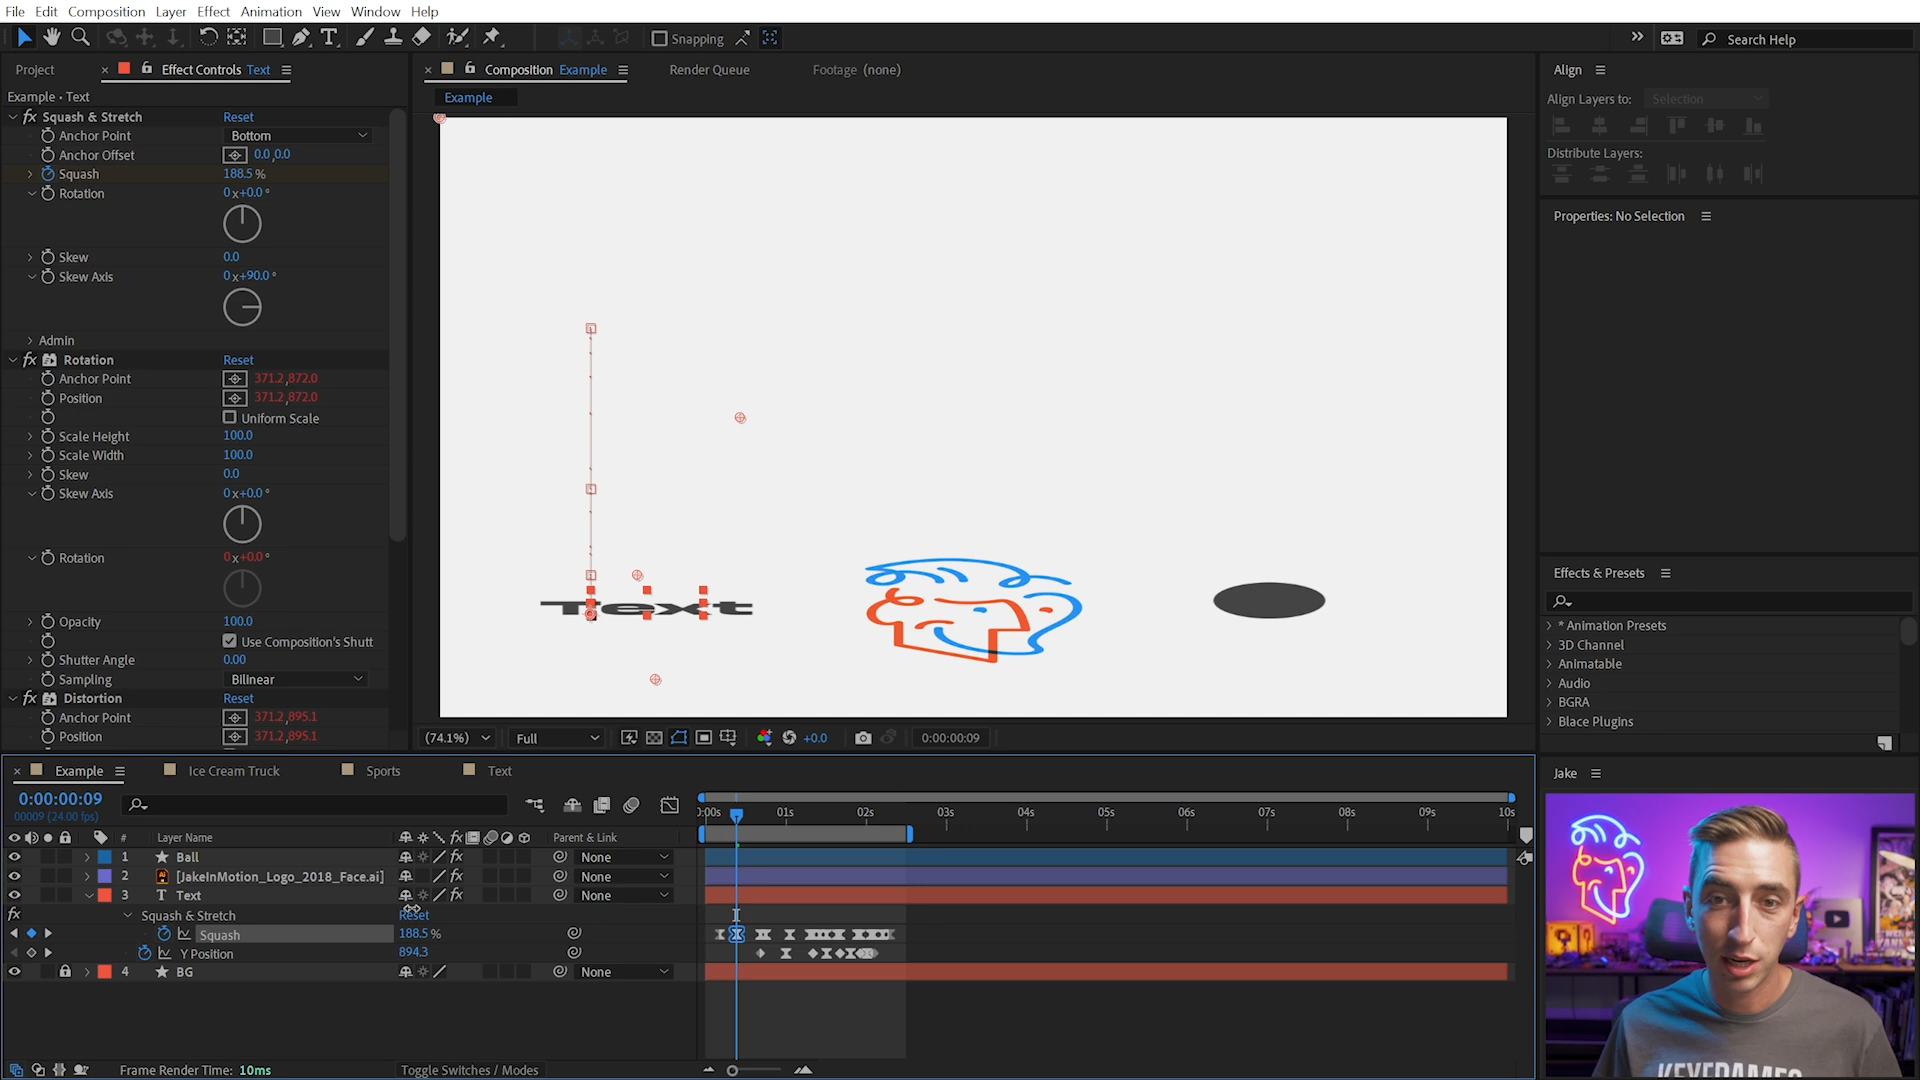 File Edit Composition Layer Effect Animation View Window Help
Snapping
Search Help
Project
Effect Controls Text
Example • Text
Squash & Stretch Reset
Anchor Point Bottom
Anchor Offset 0.0,0.0
Squash 188.5 %
Rotation 0x+0.0°
Skew 0.0
Skew Axis 0x+90.0°
Admin
Rotation Reset
Anchor Point 371.2,872.0
Position 371.2,872.0
Uniform Scale
Scale Height 100.0
Scale Width 100.0
Skew 0.0
Skew Axis 0x+0.0°
Rotation 0x+0.0°
Opacity 100.0
Use Composition's Shutt
Shutter Angle 0.00
Sampling Bilinear
Distortion Reset
Anchor Point 371.2,895.1
Position 371.2,895.1
Composition Example
Render Queue
Footage (none)
Example
Text
(74.1%) Full +0.0 0:00:00:09
Align
Align Layers to: Selection
Distribute Layers:
Properties: No Selection
Effects & Presets
* Animation Presets
3D Channel
Animatable
Audio
BGRA
Blace Plugins
Jake
Example Ice Cream Truck Sports Text
0:00:00:09
00009 (24.00 fps)
:00s 01s 02s 03s 04s 05s 06s 07s 08s 09s 10s
# Layer Name Parent & Link
1 Ball None
2 [JakeInMotion_Logo_2018_Face.ai] None
3 Text None
Squash & Stretch Reset
Squash 188.5 %
Y Position 894.3
4 BG None
Frame Render Time: 10ms
Toggle Switches / Modes
KEYFRAMES